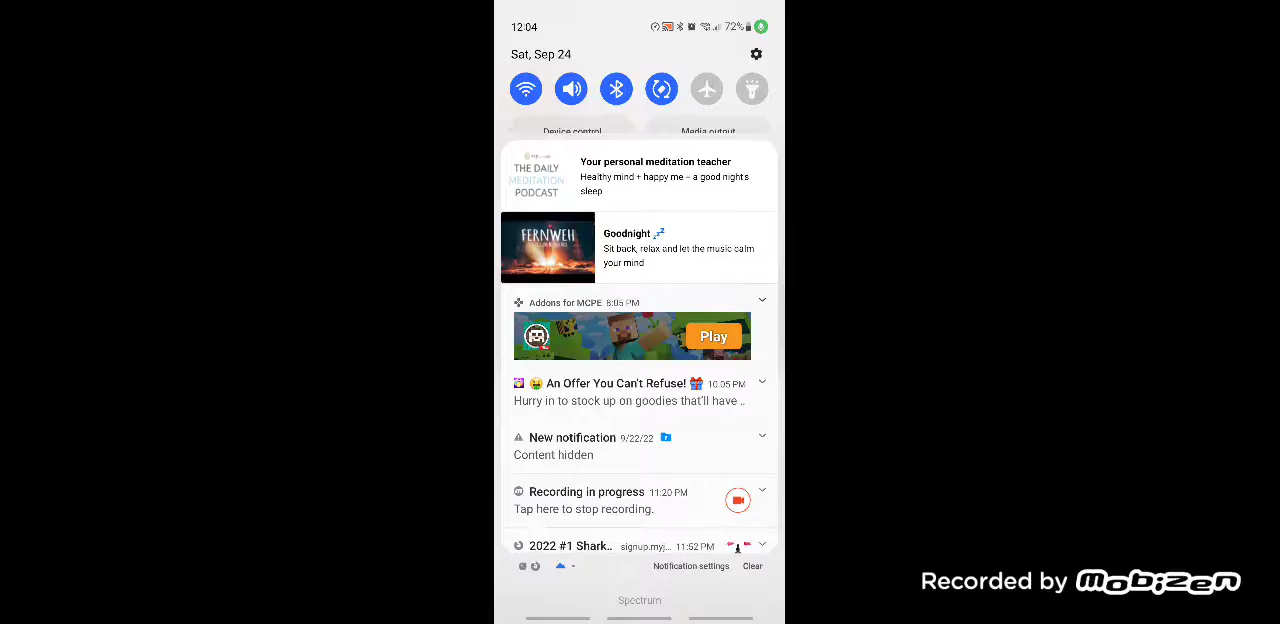 12:04
72%
Sat, Sep 24
Device control
Media output
THE DAILY
MEDITATION
PODCAST
Your personal meditation teacher
Healthy mind + happy me = a good night's
sleep
FERNWEH
Goodnight 💤
Sit back, relax and let the music calm
your mind
Addons for MCPE 8:05 PM
Play
🤑 An Offer You Can't Refuse! 🎁 10:05 PM
Hurry in to stock up on goodies that'll have ..
New notification 9/22/22
Content hidden
Recording in progress 11:20 PM
Tap here to stop recording.
2022 #1 Shark.. signup.myj... 11:52 PM
Notification settings Clear
Spectrum
Recorded by mobizen